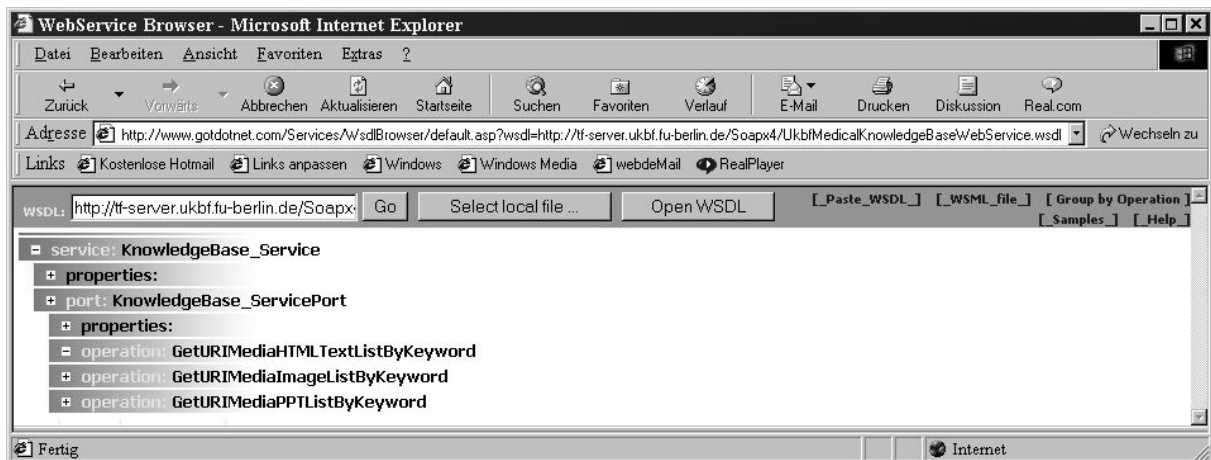 WebService Browser - Microsoft Internet Explorer
Datei Bearbeiten Ansicht Favoriten Extras ?
Zurück Vorwärts Abbrechen Aktualisieren Startseite Suchen Favoriten Verlauf E-Mail Drucken Diskussion Real.com
Adresse http://www.gotdotnet.com/Services/WsdlBrowser/default.asp?wsdl=http://tf-server.ukbf.fu-berlin.de/Soapx4/UkbfMedicalKnowledgeBaseWebService.wsdl Wechseln zu
Links Kostenlose Hotmail Links anpassen Windows Windows Media webdeMail RealPlayer
WSDL: http://tf-server.ukbf.fu-berlin.de/Soapx Go Select local file ... Open WSDL [_Paste_WSDL_] [_WSML_file_] [ Group by Operation ]
[_Samples_] [_Help_]
service: KnowledgeBase_Service
properties:
port: KnowledgeBase_ServicePort
properties:
operation: GetURIMediaHTMLTextListByKeyword
operation: GetURIMediaImageListByKeyword
operation: GetURIMediaPPTListByKeyword
Fertig Internet